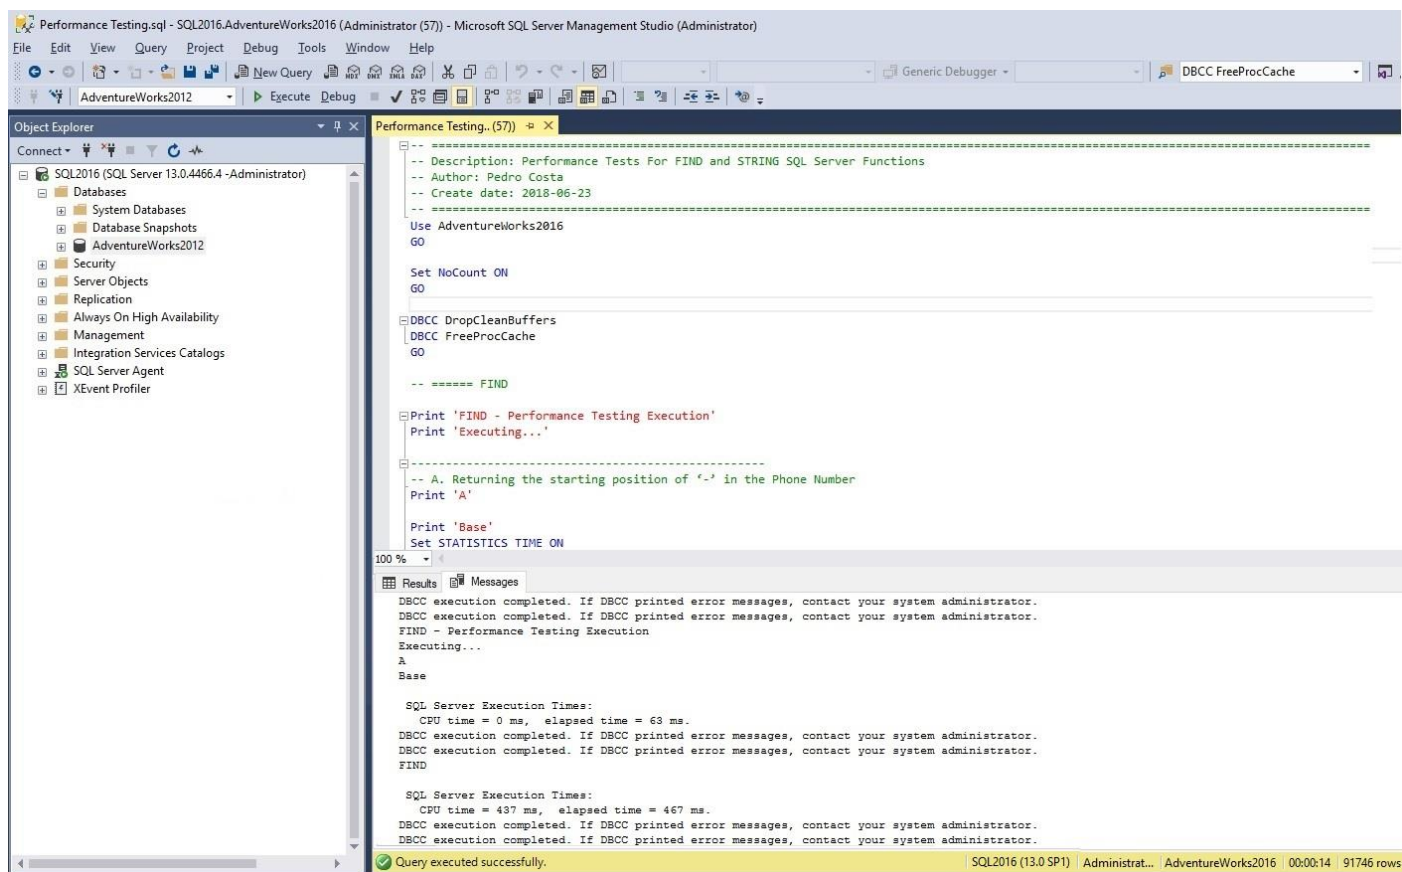 Performance Testing.sql - SQL2016.AdventureWorks2016 (Administrator (57)) - Microsoft SQL Server Management Studio (Administrator)
File Edit View Query Project Debug Tools Window Help
New Query MDX DMX XMLA DAX Generic Debugger DBCC FreeProcCache
AdventureWorks2012 Execute Debug
Object Explorer
Connect
SQL2016 (SQL Server 13.0.4466.4 -Administrator)
Databases
System Databases
Database Snapshots
AdventureWorks2012
Security
Server Objects
Replication
Always On High Availability
Management
Integration Services Catalogs
SQL Server Agent
XEvent Profiler
Performance Testing.. (57))
-- ==========================================================================================================================================
-- Description: Performance Tests For FIND and STRING SQL Server Functions
-- Author: Pedro Costa
-- Create date: 2018-06-23
-- ==========================================================================================================================================
Use AdventureWorks2016
GO
Set NoCount ON
GO
DBCC DropCleanBuffers
DBCC FreeProcCache
GO
-- ====== FIND
Print 'FIND - Performance Testing Execution'
Print 'Executing...'
---------------------------------------------------
-- A. Returning the starting position of ‘-’ in the Phone Number
Print 'A'
Print 'Base'
Set STATISTICS TIME ON
100 %
Results Messages
DBCC execution completed. If DBCC printed error messages, contact your system administrator.
DBCC execution completed. If DBCC printed error messages, contact your system administrator.
FIND - Performance Testing Execution
Executing...
A
Base
SQL Server Execution Times:
CPU time = 0 ms, elapsed time = 63 ms.
DBCC execution completed. If DBCC printed error messages, contact your system administrator.
DBCC execution completed. If DBCC printed error messages, contact your system administrator.
FIND
SQL Server Execution Times:
CPU time = 437 ms, elapsed time = 467 ms.
DBCC execution completed. If DBCC printed error messages, contact your system administrator.
DBCC execution completed. If DBCC printed error messages, contact your system administrator.
Query executed successfully. SQL2016 (13.0 SP1) Administrat... AdventureWorks2016 00:00:14 91746 rows